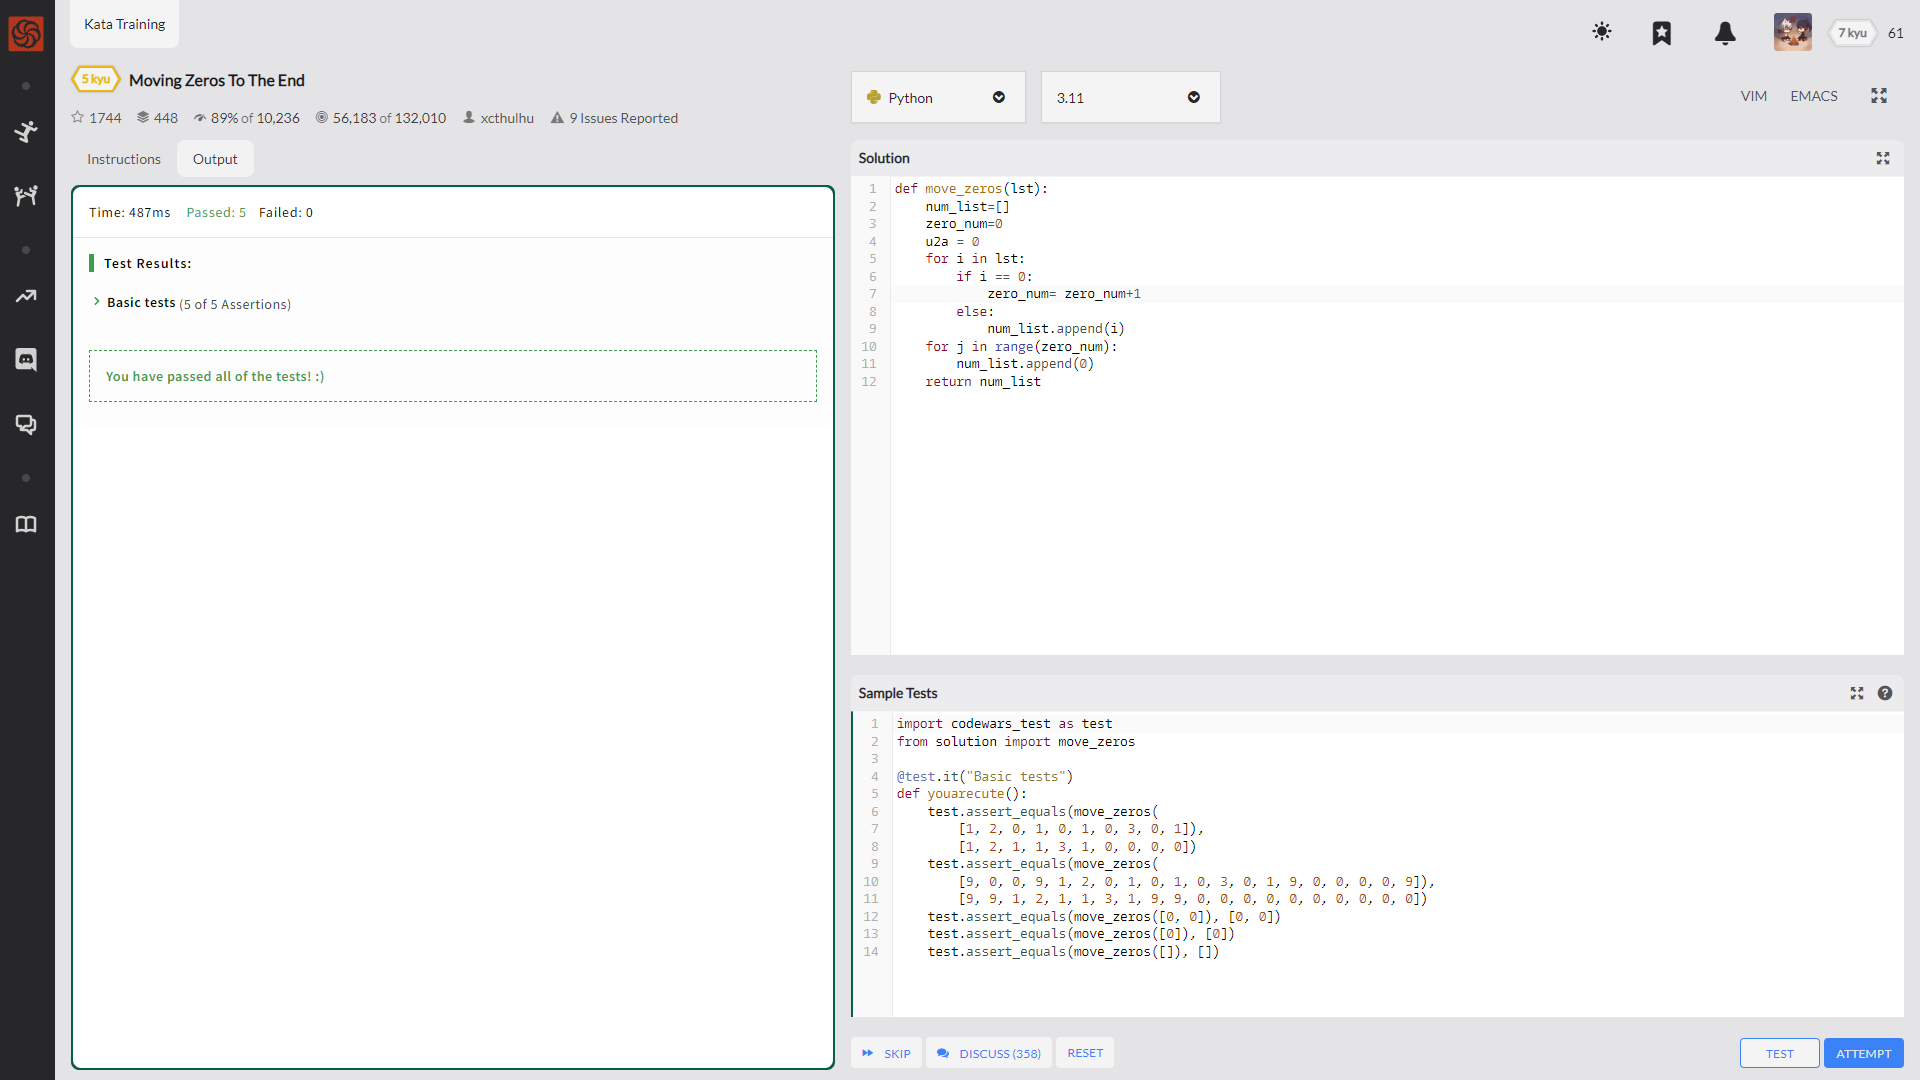 Kata Training
7 kyu
61
5 kyu
Moving Zeros To The End
1744
448
89% of 10,236
56,183 of 132,010
xcthulhu
9 Issues Reported
Python
3.11
VIM
EMACS
Instructions
Output
Time: 487ms Passed: 5 Failed: 0
Test Results:
Basic tests (5 of 5 Assertions)
You have passed all of the tests! :)
Solution
1 def move_zeros(lst):
2     num_list=[]
3     zero_num=0
4     u2a = 0
5     for i in lst:
6         if i == 0:
7             zero_num= zero_num+1
8         else:
9             num_list.append(i)
10     for j in range(zero_num):
11         num_list.append(0)
12     return num_list
Sample Tests
1 import codewars_test as test
2 from solution import move_zeros
3
4 @test.it("Basic tests")
5 def youarecute():
6     test.assert_equals(move_zeros(
7         [1, 2, 0, 1, 0, 1, 0, 3, 0, 1]),
8         [1, 2, 1, 1, 3, 1, 0, 0, 0, 0])
9     test.assert_equals(move_zeros(
10         [9, 0, 0, 9, 1, 2, 0, 1, 0, 1, 0, 3, 0, 1, 9, 0, 0, 0, 0, 9]),
11         [9, 9, 1, 2, 1, 1, 3, 1, 9, 9, 0, 0, 0, 0, 0, 0, 0, 0, 0, 0])
12     test.assert_equals(move_zeros([0, 0]), [0, 0])
13     test.assert_equals(move_zeros([0]), [0])
14     test.assert_equals(move_zeros([]), [])
SKIP
DISCUSS (358)
RESET
TEST
ATTEMPT